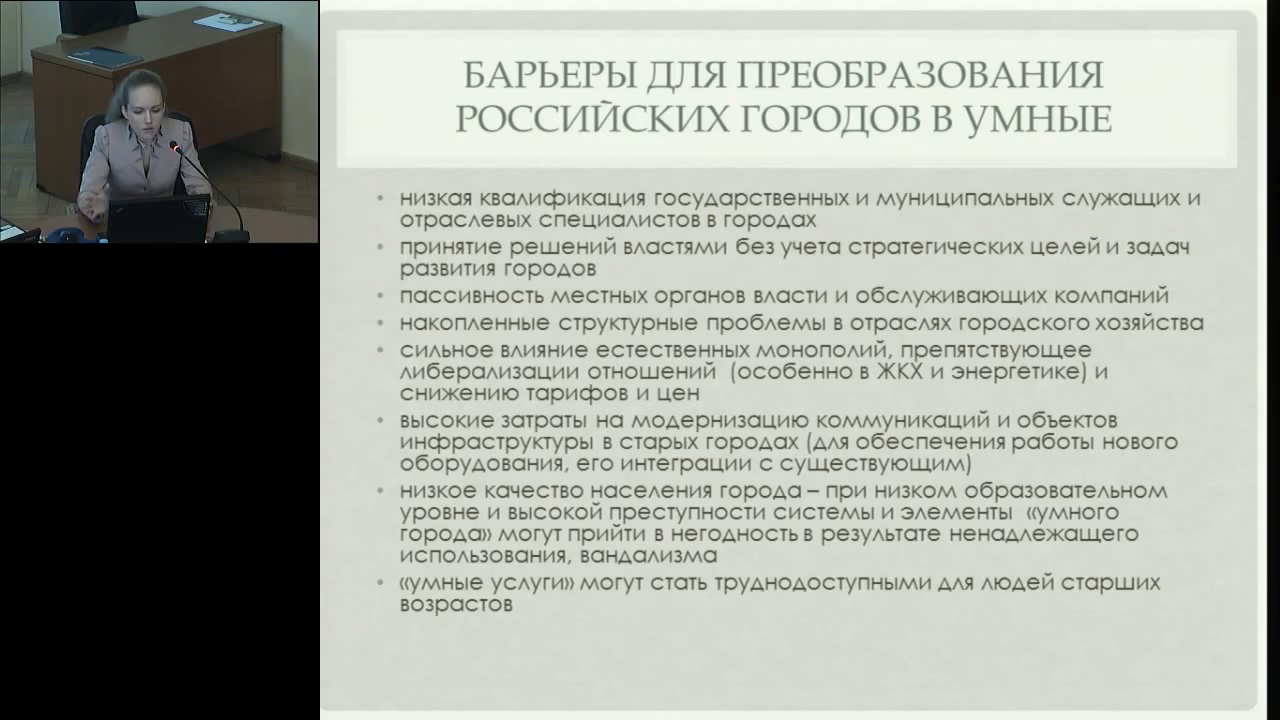 БАРЬЕРЫ ДЛЯ ПРЕОБРАЗОВАНИЯ
РОССИЙСКИХ ГОРОДОВ В УМНЫЕ
• низкая квалификация государственных и муниципальных служащих и
отраслевых специалистов в городах
• принятие решений властями без учета стратегических целей и задач
развития городов
• пассивность местных органов власти и обслуживающих компаний
• накопленные структурные проблемы в отраслях городского хозяйства
• сильное влияние естественных монополий, препятствующее
либерализации отношений (особенно в ЖКХ и энергетике) и
снижению тарифов и цен
• высокие затраты на модернизацию коммуникаций и объектов
инфраструктуры в старых городах (для обеспечения работы нового
оборудования, его интеграции с существующим)
• низкое качество населения города – при низком образовательном
уровне и высокой преступности системы и элементы «умного
города» могут прийти в негодность в результате ненадлежащего
использования, вандализма
• «умные услуги» могут стать труднодоступными для людей старших
возрастов